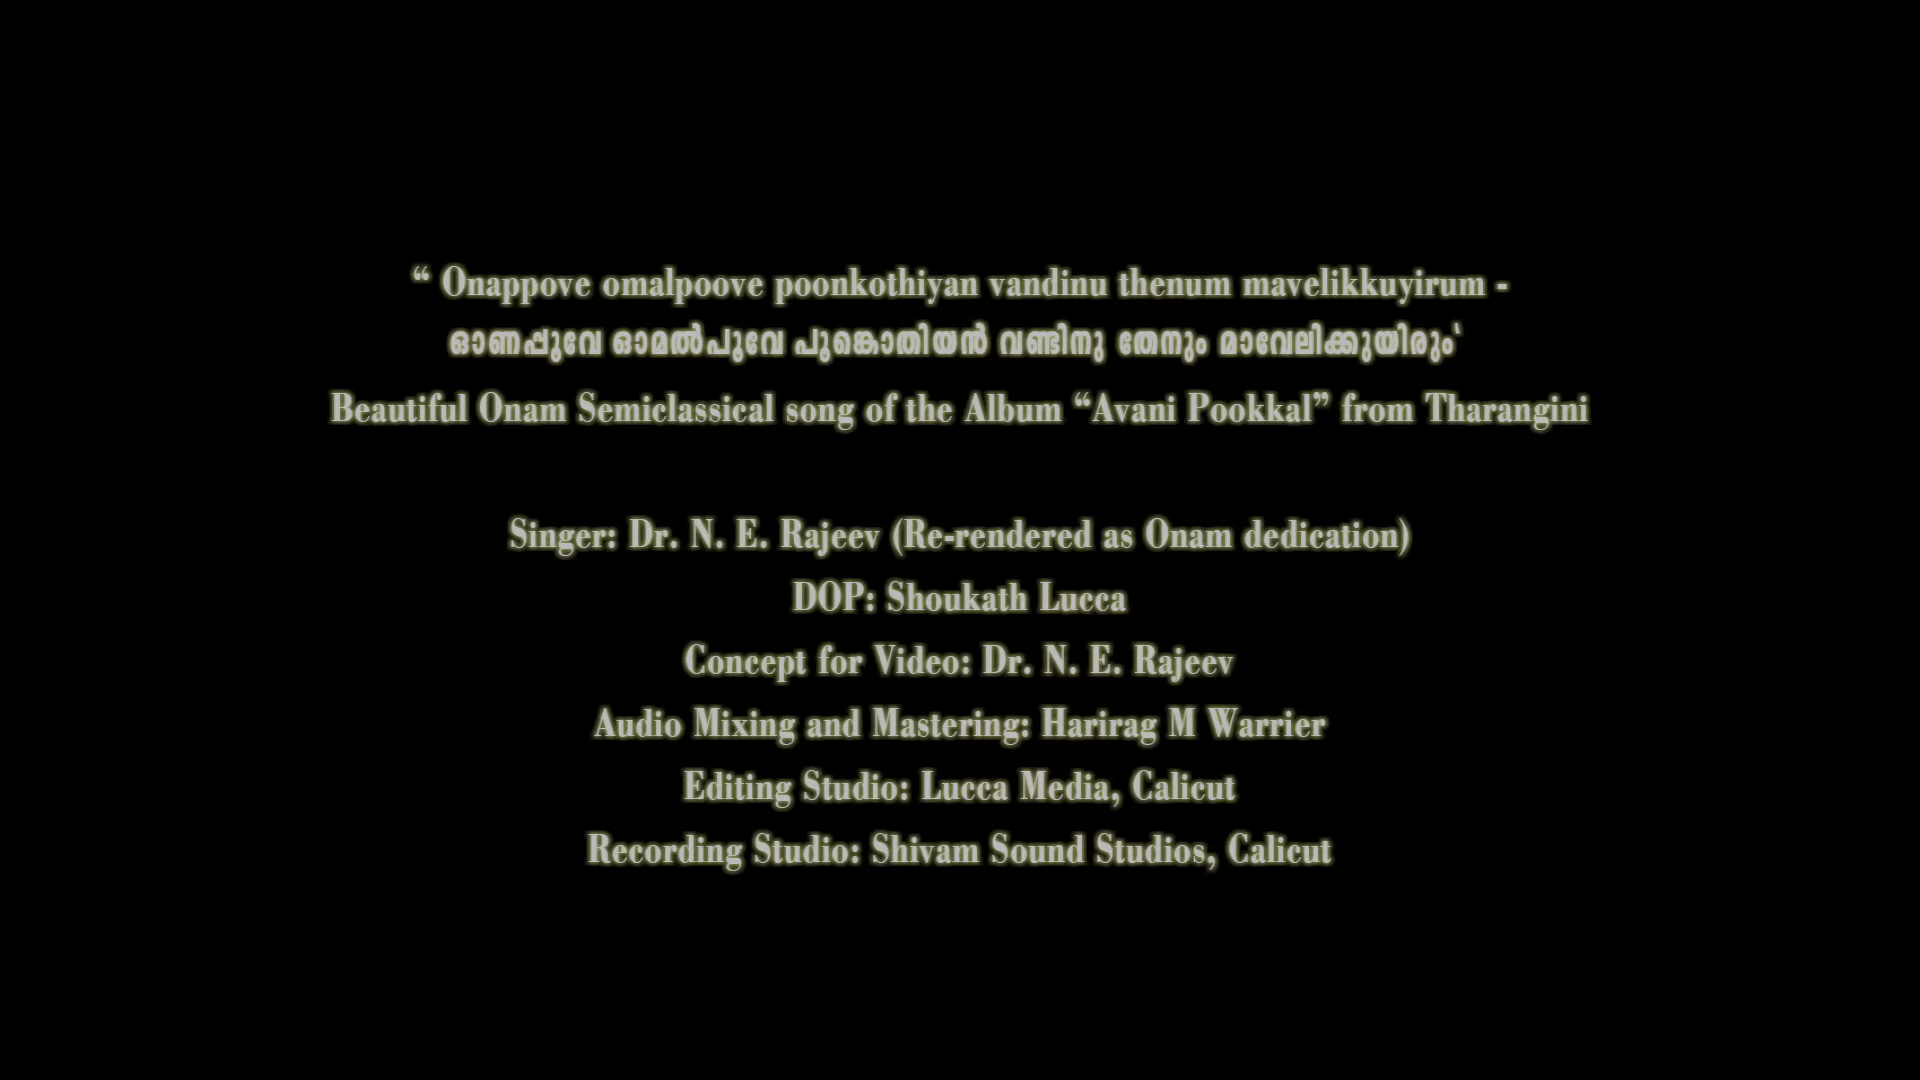 “ Onappove omalpoove poonkothiyan vandinu thenum mavelikkuyirum -
ഓണപ്പൂവേ ഓമൽപൂവേ പൂങ്കൊതിയൻ വണ്ടിനു തേനും മാവേലിക്കുയിരും'
Beautiful Onam Semiclassical song of the Album “Avani Pookkal” from Tharangini
Singer: Dr. N. E. Rajeev (Re-rendered as Onam dedication)
DOP: Shoukath Lucca
Concept for Video: Dr. N. E. Rajeev
Audio Mixing and Mastering: Harirag M Warrier
Editing Studio: Lucca Media, Calicut
Recording Studio: Shivam Sound Studios, Calicut